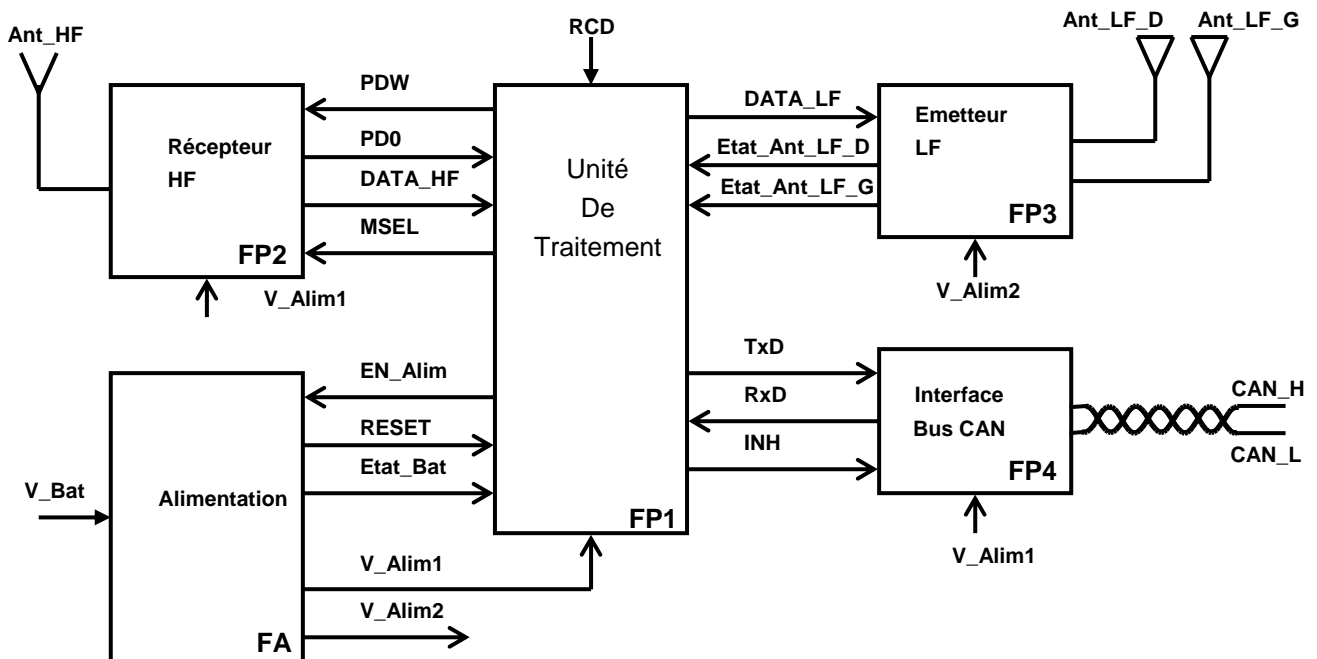 Ant_HF
RCD
Ant_LF_D
Ant_LF_G
PDW
PD0
DATA_HF
MSEL
Récepteur
HF
FP2
V_Alim1
Unité
De
Traitement
FP1
DATA_LF
Etat_Ant_LF_D
Etat_Ant_LF_G
Emetteur
LF
FP3
V_Alim2
EN_Alim
RESET
Etat_Bat
V_Bat
Alimentation
FA
V_Alim1
V_Alim2
TxD
RxD
INH
Interface
Bus CAN
FP4
V_Alim1
CAN_H
CAN_L